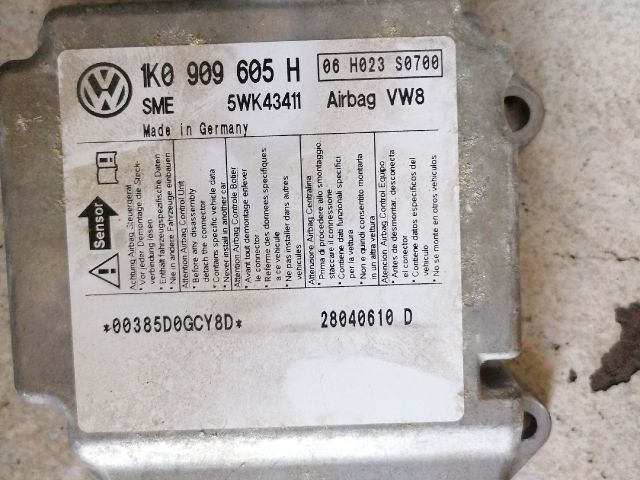 1K0 909 605 H
06 H023 S0700
SME 5WK43411 Airbag VW8
Made in Germany
Sensor
Achtung Airbag Steuergerät
• Vor jeder Demontage die Steck-
verbindung lösen
• Enthält fahrzeugspezifische Daten
• Nie in andere Fahrzeuge einbauen
Attention Airbag Control Unit
• Before any disassembly
detach the connector
• Contains specific vehicle data
• Never install in another car
Attention Airbag Controle Boitier
• Avant tout demontage enlever
le connector
• Referme des donnees specifiques
a ce vehicule
• Ne pas installer dans autres
vehicules
Attenzione Airbag Centralina
• Prima di procedere allo smontaggio,
staccare il connessione
• Contiene dati funzionali specifici
per la vettura
• Non e quindi consentito montarla
in un altra vettura
Atencion Airbag Control Equipo
• Antes de desmontar, desconecta
el conector
• Contiene datos especificos del
vehiculo
• No se monte en otros vehiculos
*00385D0GCY8D* 28040610 D